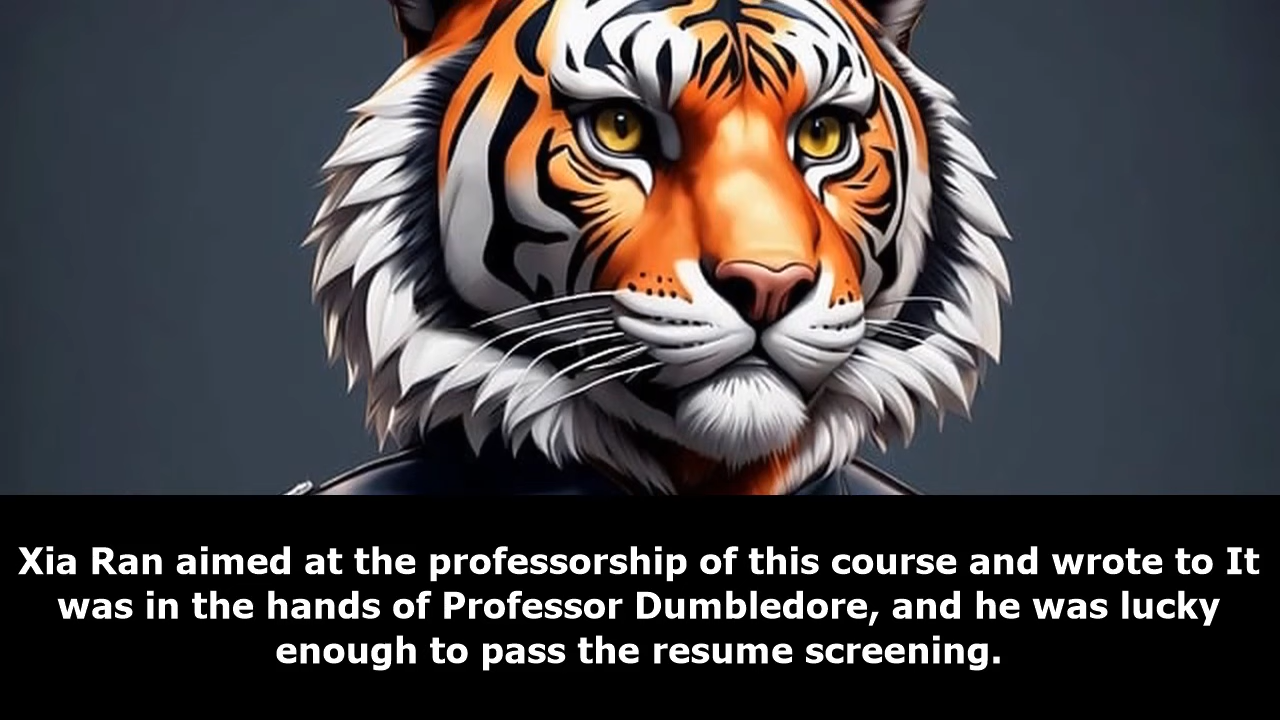 Xia Ran aimed at the professorship of this course and wrote to It
was in the hands of Professor Dumbledore, and he was lucky
enough to pass the resume screening.